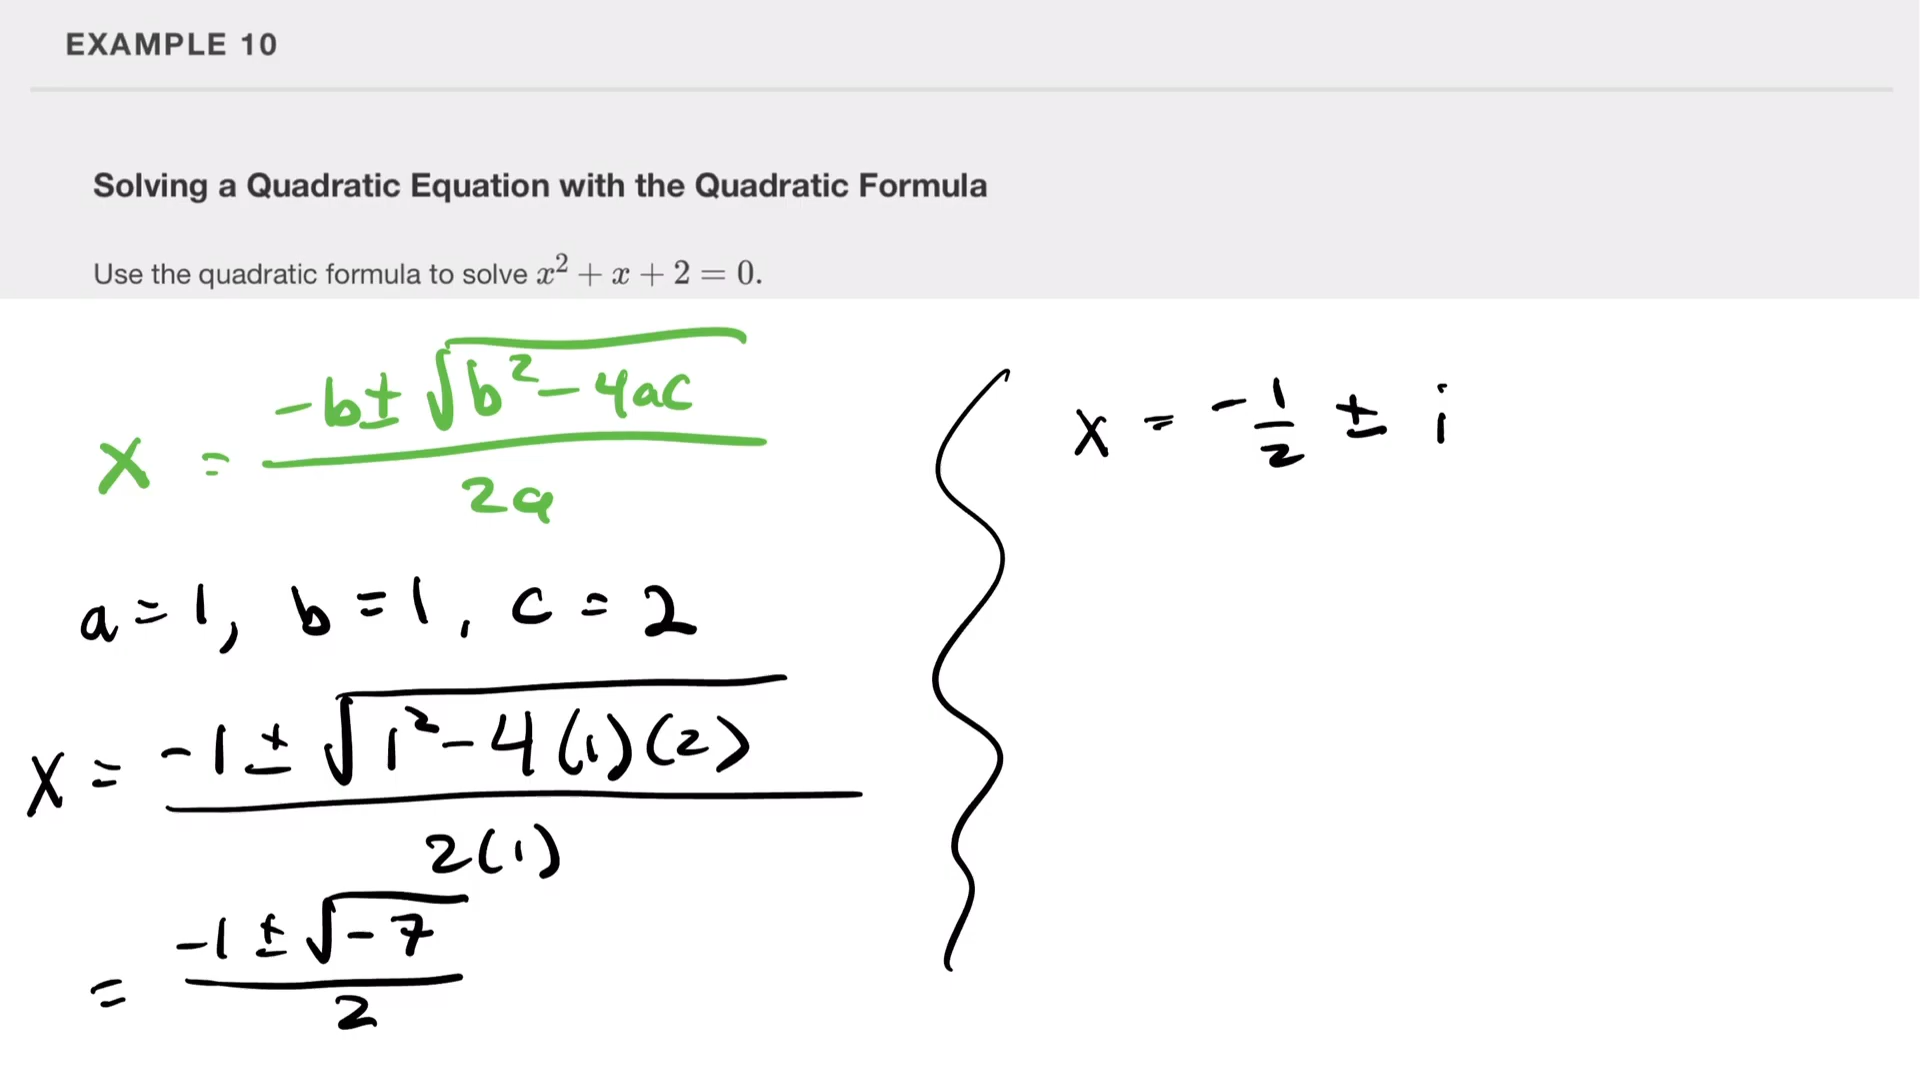 EXAMPLE 10
Solving a Quadratic Equation with the Quadratic Formula
Use the quadratic formula to solve x² + x + 2 = 0.
x = (-b ± √(b² - 4ac)) / 2a
a = 1, b = 1, c = 2
x = (-1 ± √(1² - 4(1)(2))) / 2(1)
= (-1 ± √(-7)) / 2
x = -1/2 ± i